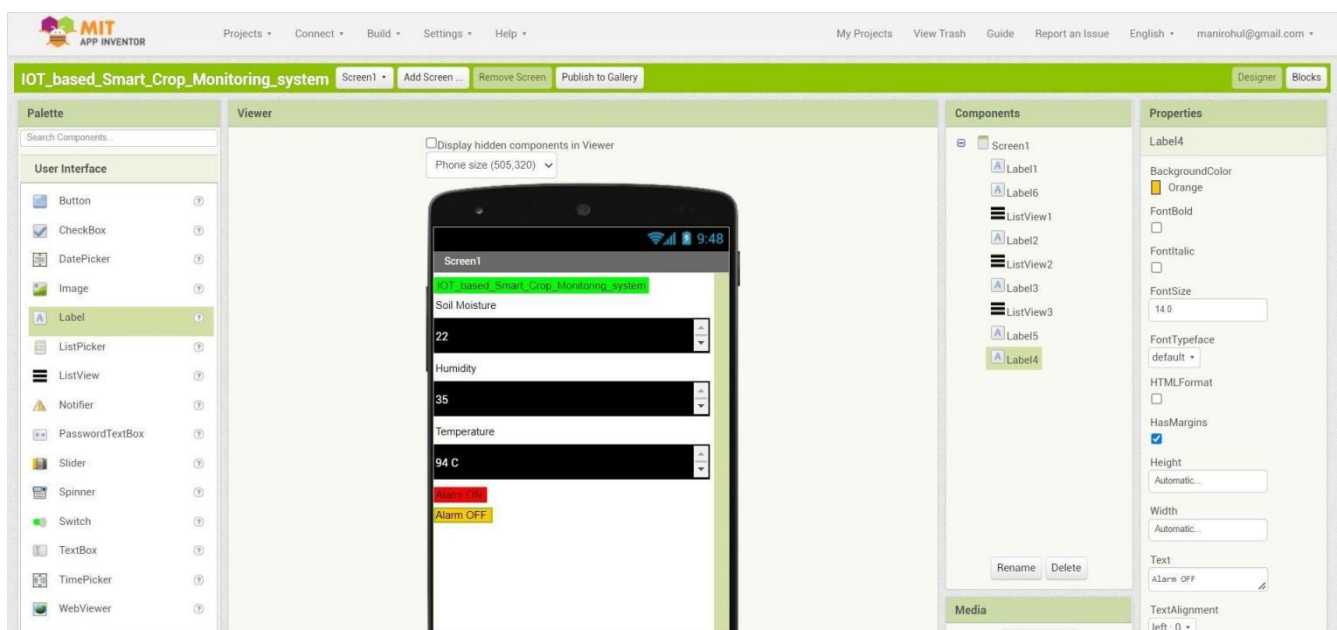 MIT
APP INVENTOR
Projects Connect Build Settings Help My Projects View Trash Guide Report an Issue English manirohul@gmail.com
IOT_based_Smart_Crop_Monitoring_system Screen1 Add Screen ... Remove Screen Publish to Gallery Designer Blocks
Palette
Search Components...
User Interface
Button
CheckBox
DatePicker
Image
Label
ListPicker
ListView
Notifier
PasswordTextBox
Slider
Spinner
Switch
TextBox
TimePicker
WebViewer
Viewer
Display hidden components in Viewer
Phone size (505,320)
9:48
Screen1
IOT_based_Smart_Crop_Monitoring_system
Soil Moisture
22
Humidity
35
Temperature
94 C
Alarm ON
Alarm OFF
Components
Screen1
Label1
Label6
ListView1
Label2
ListView2
Label3
ListView3
Label5
Label4
Rename Delete
Media
Properties
Label4
BackgroundColor
Orange
FontBold
FontItalic
FontSize
14.0
FontTypeface
default
HTMLFormat
HasMargins
Height
Automatic...
Width
Automatic...
Text
Alarm OFF
TextAlignment
left : 0